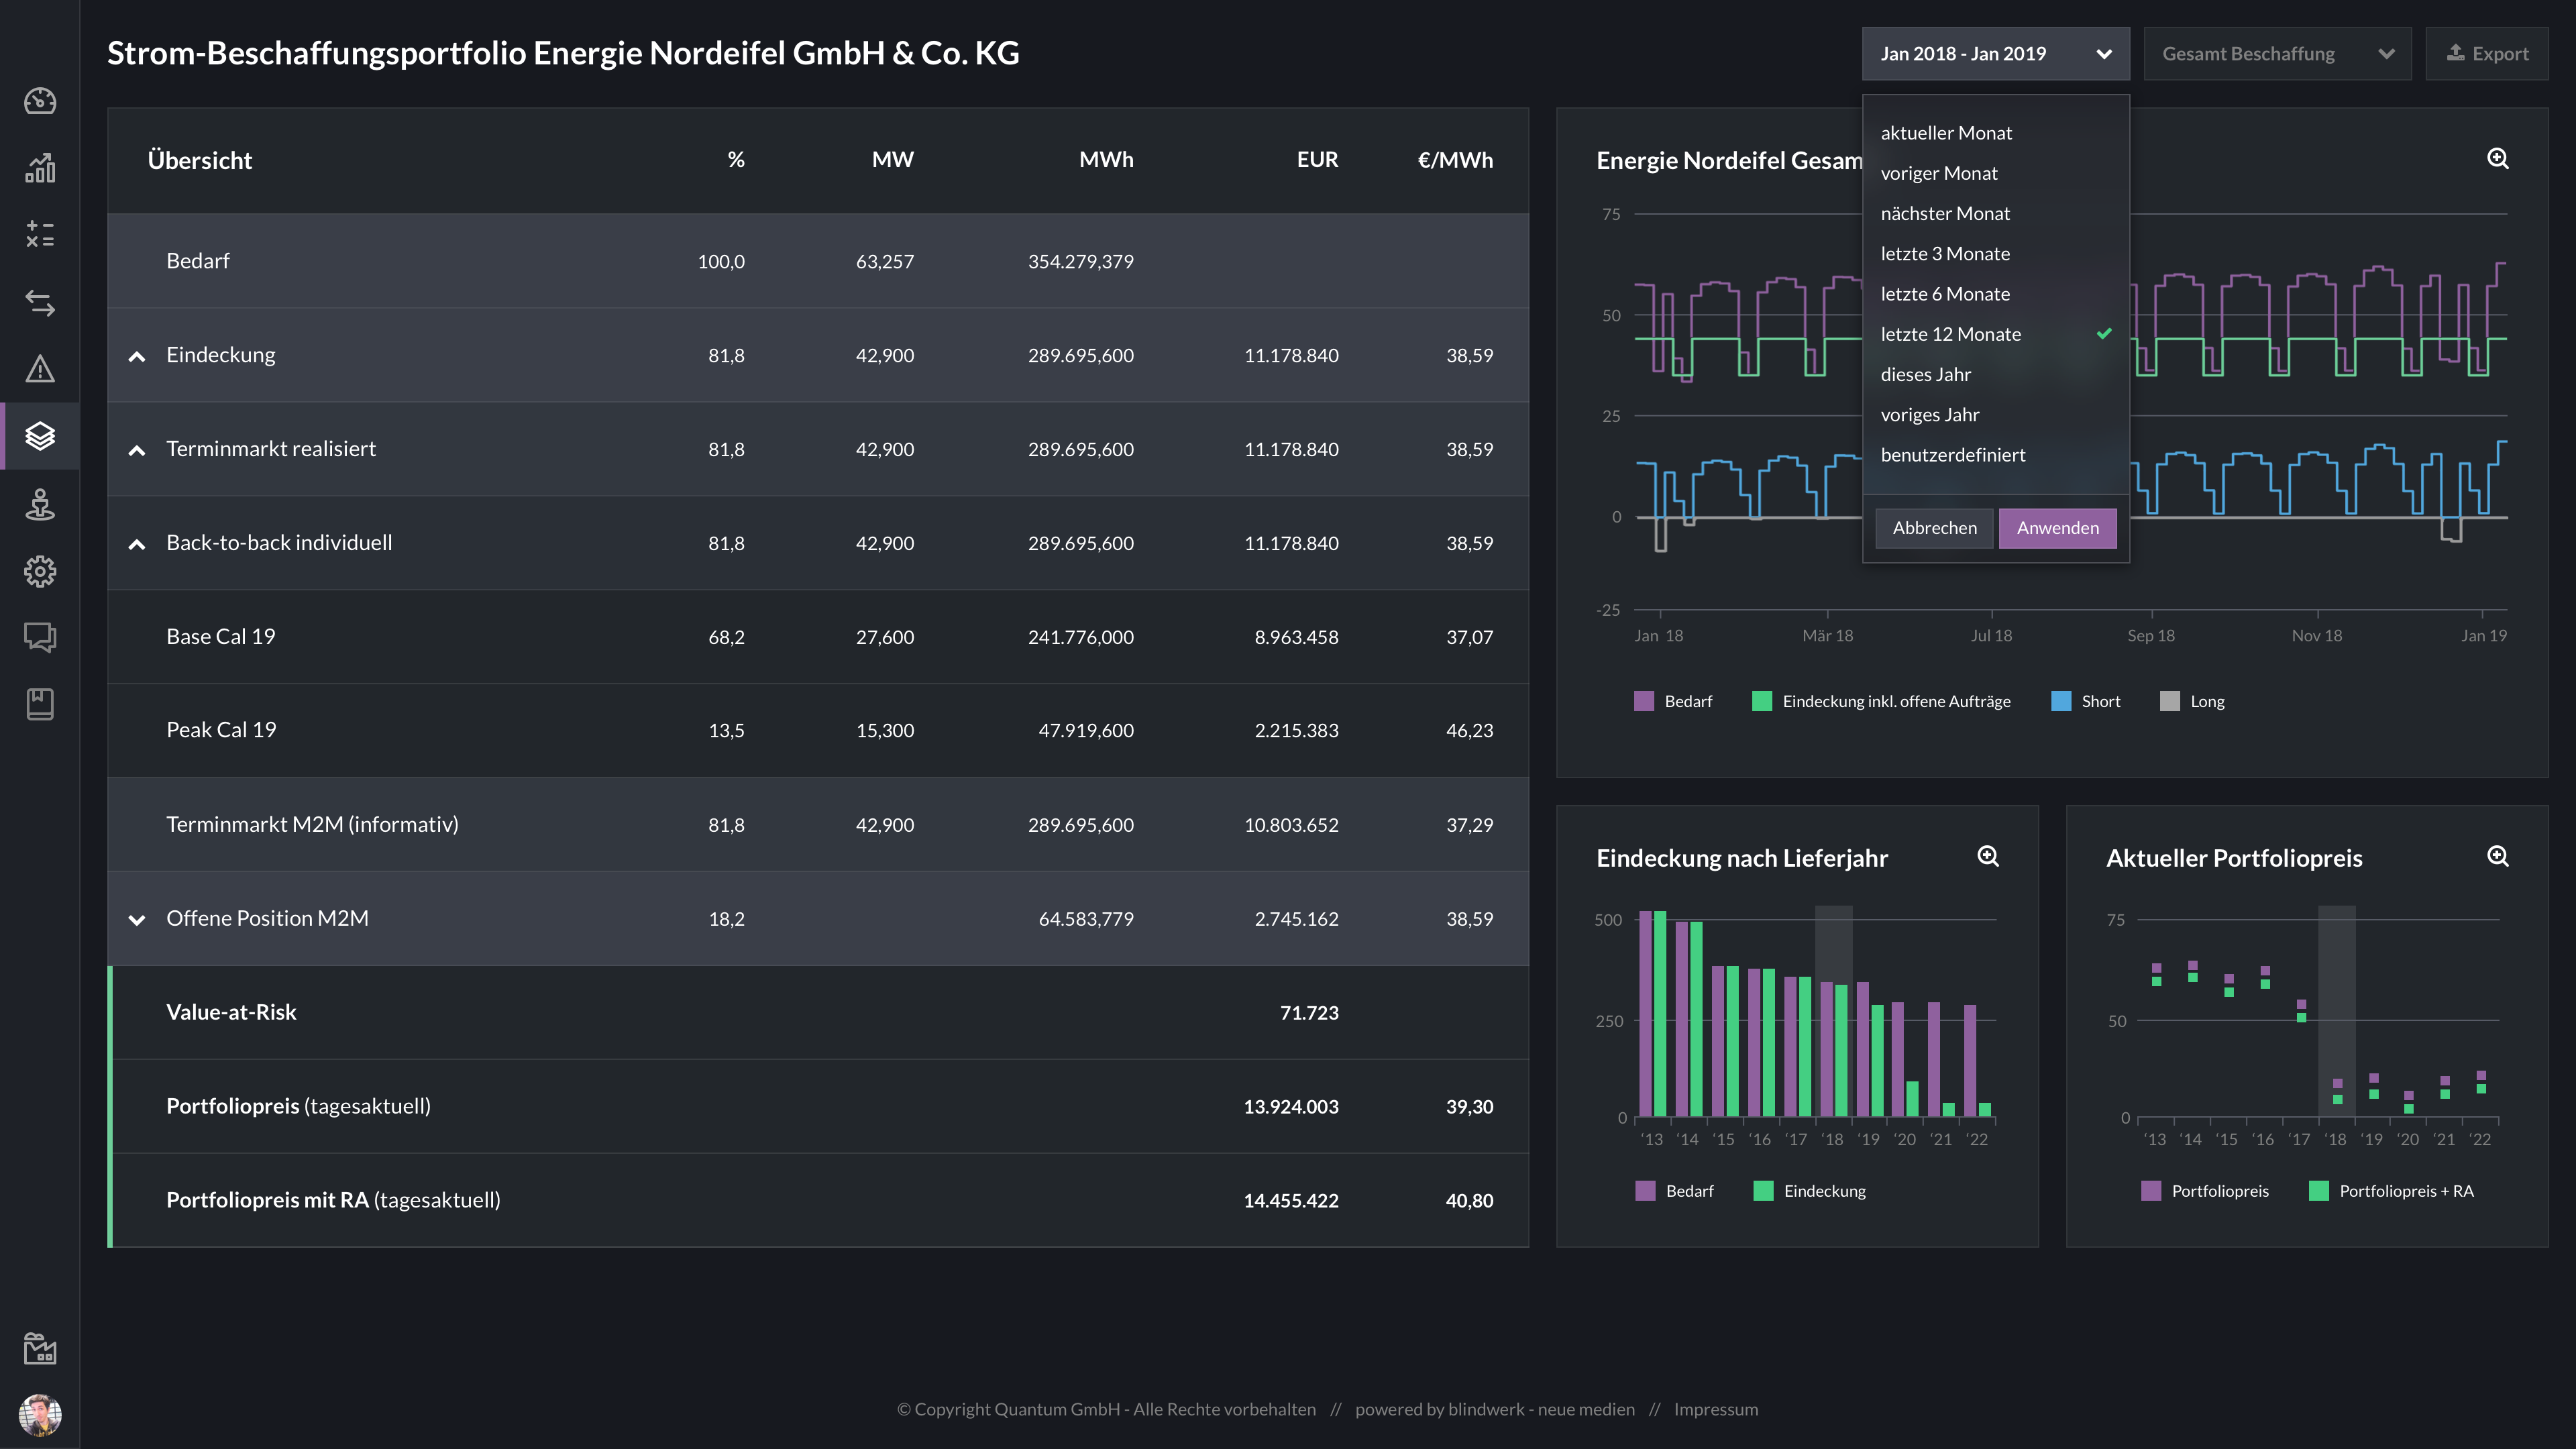 Strom-Beschaffungsportfolio Energie Nordeifel GmbH & Co. KG
Jan 2018 - Jan 2019
Gesamt Beschaffung
Export
Übersicht % MW MWh EUR €/MWh
Bedarf 100,0 63,257 354.279,379
Eindeckung 81,8 42,900 289.695,600 11.178.840 38,59
Terminmarkt realisiert 81,8 42,900 289.695,600 11.178.840 38,59
Back-to-back individuell 81,8 42,900 289.695,600 11.178.840 38,59
Base Cal 19 68,2 27,600 241.776,000 8.963.458 37,07
Peak Cal 19 13,5 15,300 47.919,600 2.215.383 46,23
Terminmarkt M2M (informativ) 81,8 42,900 289.695,600 10.803.652 37,29
Offene Position M2M 18,2 64.583,779 2.745.162 38,59
Value-at-Risk 71.723
Portfoliopreis (tagesaktuell) 13.924.003 39,30
Portfoliopreis mit RA (tagesaktuell) 14.455.422 40,80
Energie Nordeifel Gesam
75
50
25
0
-25
Jan 18 Mär 18 Jul 18 Sep 18 Nov 18 Jan 19
Bedarf Eindeckung inkl. offene Aufträge Short Long
aktueller Monat
voriger Monat
nächster Monat
letzte 3 Monate
letzte 6 Monate
letzte 12 Monate
dieses Jahr
voriges Jahr
benutzerdefiniert
Abbrechen Anwenden
Eindeckung nach Lieferjahr
500
250
0
‘13 ‘14 ‘15 ‘16 ‘17 ‘18 ‘19 ‘20 ‘21 ‘22
Bedarf Eindeckung
Aktueller Portfoliopreis
75
50
0
‘13 ‘14 ‘15 ‘16 ‘17 ‘18 ‘19 ‘20 ‘21 ‘22
Portfoliopreis Portfoliopreis + RA
© Copyright Quantum GmbH - Alle Rechte vorbehalten // powered by blindwerk - neue medien // Impressum